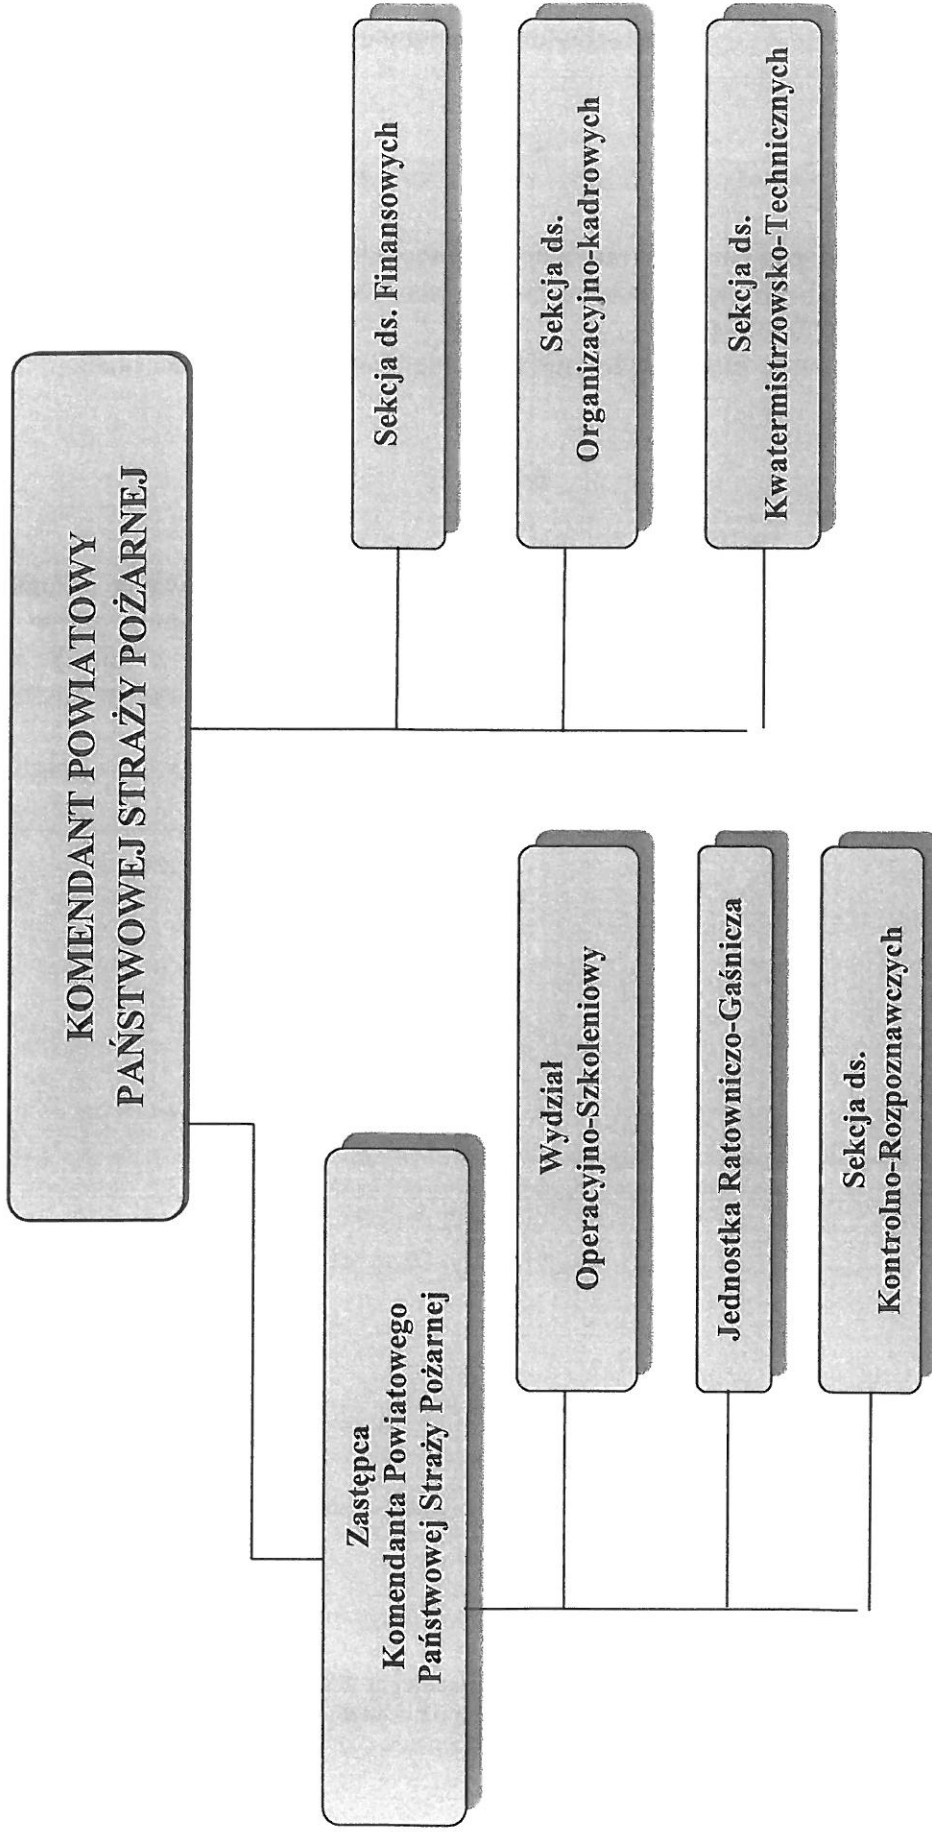 KOMENDANT POWIATOWY
PAŃSTWOWEJ STRAŻY POŻARNEJ
Zastępca
Komendanta Powiatowego
Państwowej Straży Pożarnej
Wydział
Operacyjno-Szkoleniowy
Jednostka Ratowniczo-Gaśnicza
Sekcja ds.
Kontrolno-Rozpoznawczych
Sekcja ds. Finansowych
Sekcja ds.
Organizacyjno-kadrowych
Sekcja ds.
Kwatermistrzowsko-Technicznych